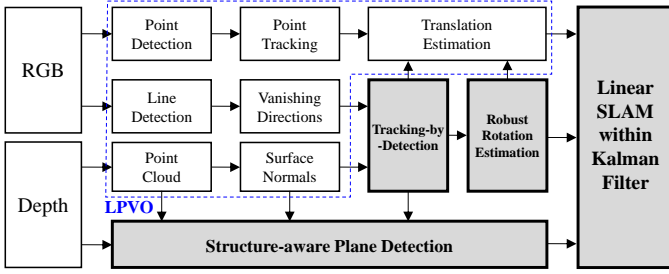 RGB
Depth
Point
Detection
Point
Tracking
Translation
Estimation
Line
Detection
Vanishing
Directions
Tracking-by
-Detection
Robust
Rotation
Estimation
Point
Cloud
Surface
Normals
LPVO
Structure-aware Plane Detection
Linear
SLAM
within
Kalman
Filter